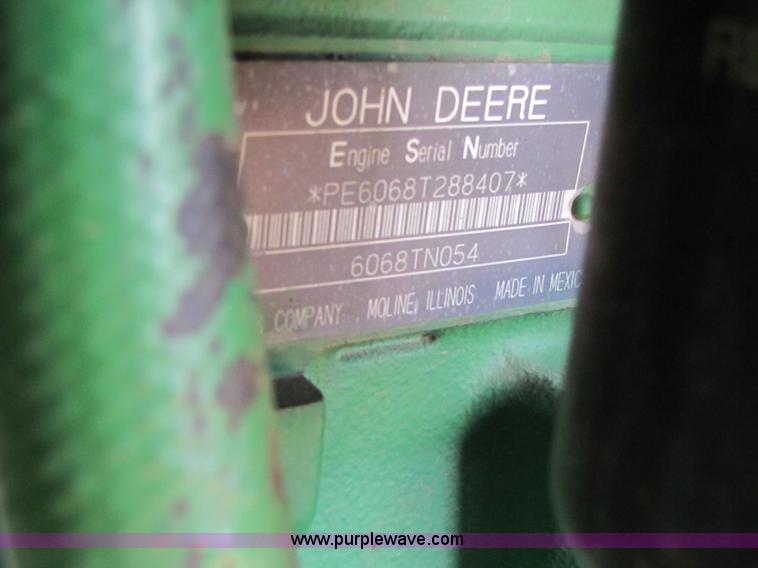 JOHN DEERE
Engine Serial Number
*PE6068T288407*
6068TN054
COMPANY MOLINE, ILLINOIS MADE IN MEXIC
www.purplewave.com